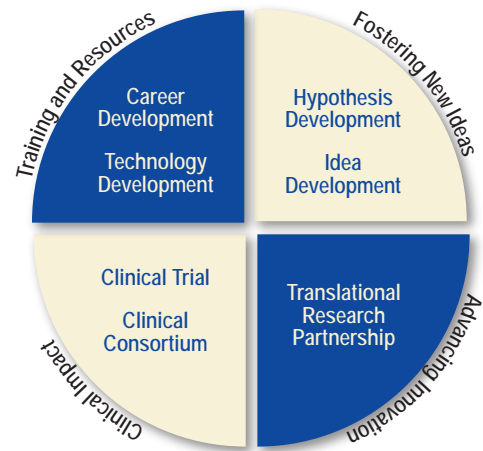 Training and Resources
Career
Development
Technology
Development
Fostering New Ideas
Hypothesis
Development
Idea
Development
Clinical Impact
Clinical Trial
Clinical
Consortium
Advancing Innovation
Translational
Research
Partnership